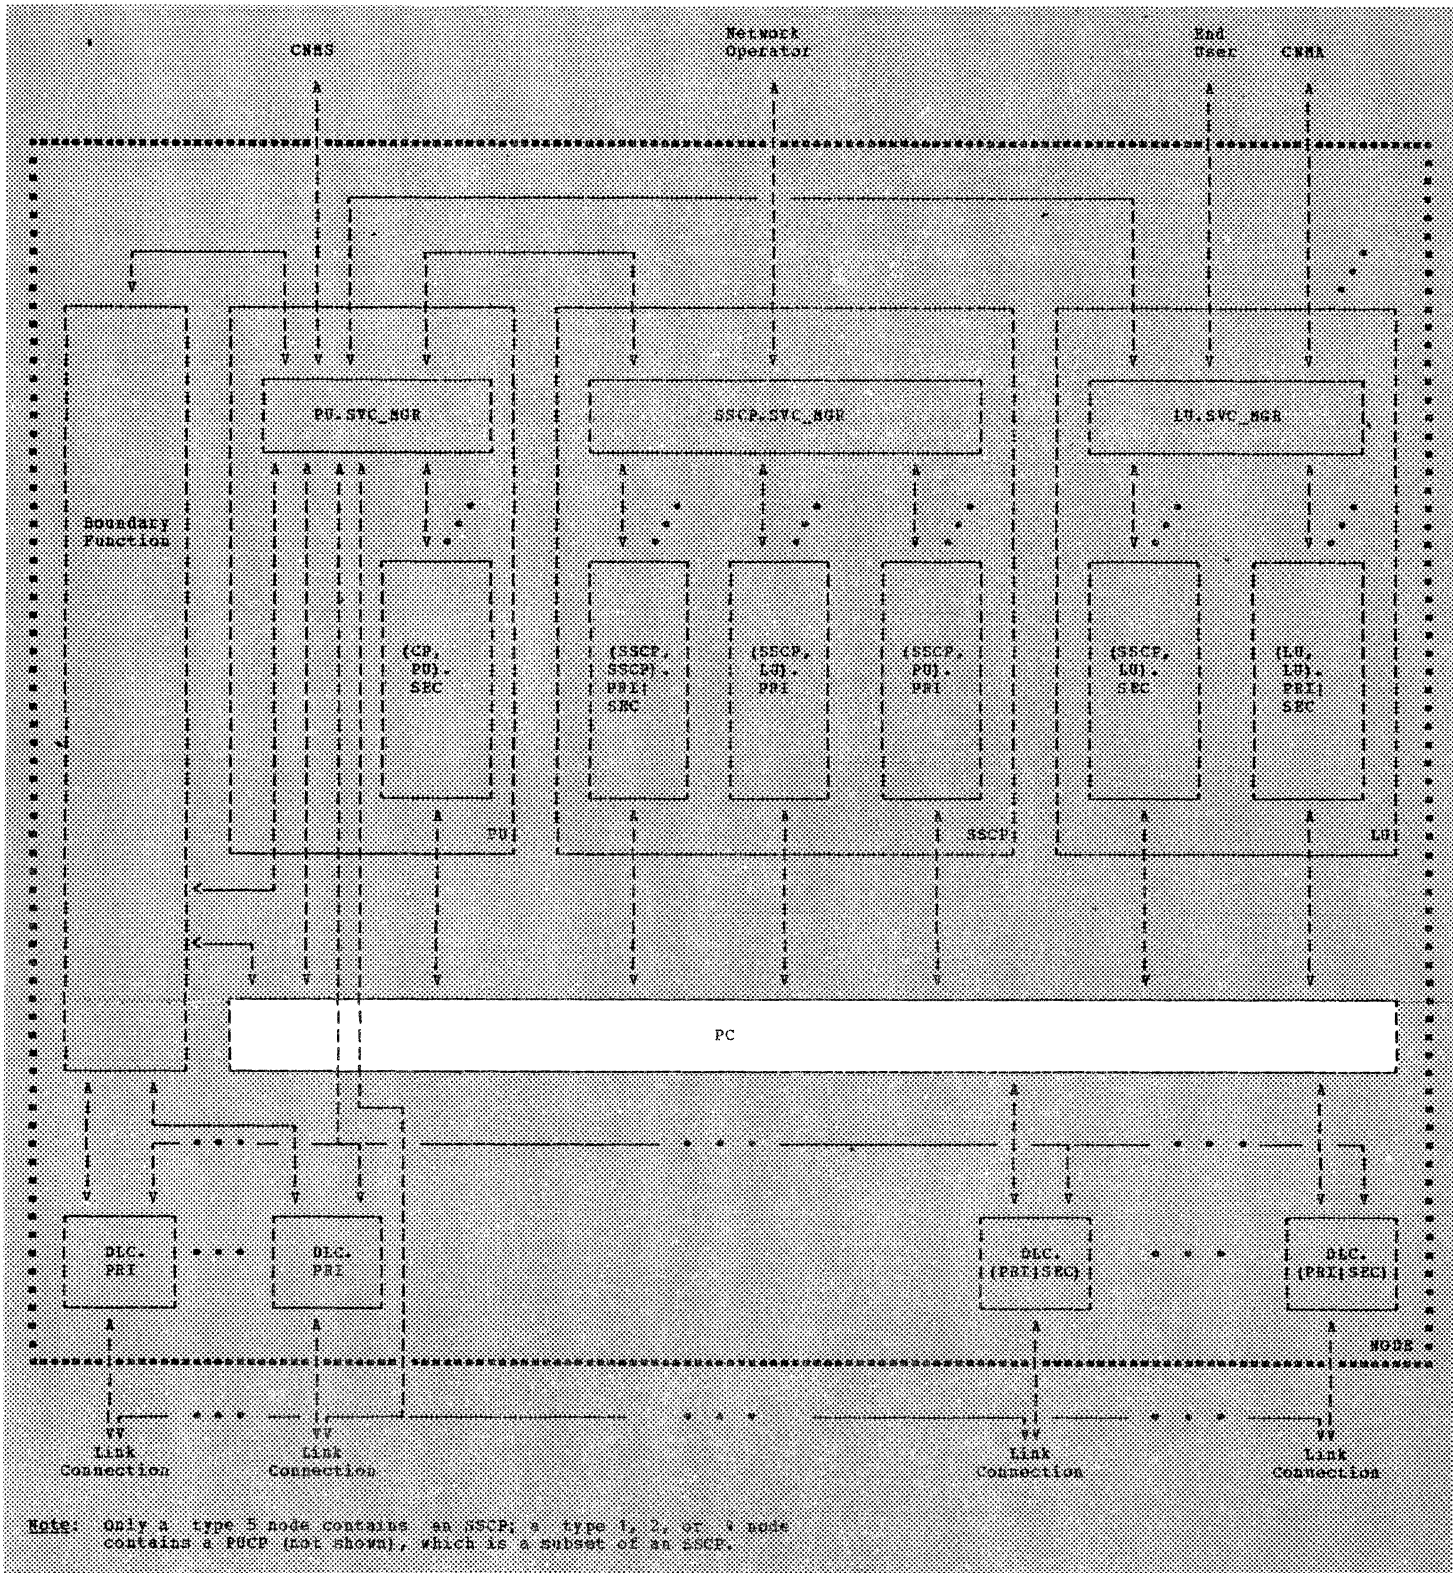 CNMS
Network
Operator
End
User
CNMA
PU.SVC_MGR
SSCP.SVC_MGR
LU.SVC_MGR
Boundary
Function
(CP,
PU).
SEC
(SSCP,
SSCP).
PRI|
SEC
(SSCP,
LU).
PRI
(SSCP,
PU).
PRI
(SSCP,
LU).
SEC
(LU,
LU).
PRI|
SEC
PU
SSCP
LU
PC
DLC.
PRI
DLC.
PRI
DLC.
(PRI|SEC)
DLC.
(PRI|SEC)
NODE
Link
Connection
Link
Connection
Link
Connection
Link
Connection
Note: Only a type 5 node contains an SSCP; a type 1, 2, or 4 node
contains a PUCP (not shown), which is a subset of an SSCP.